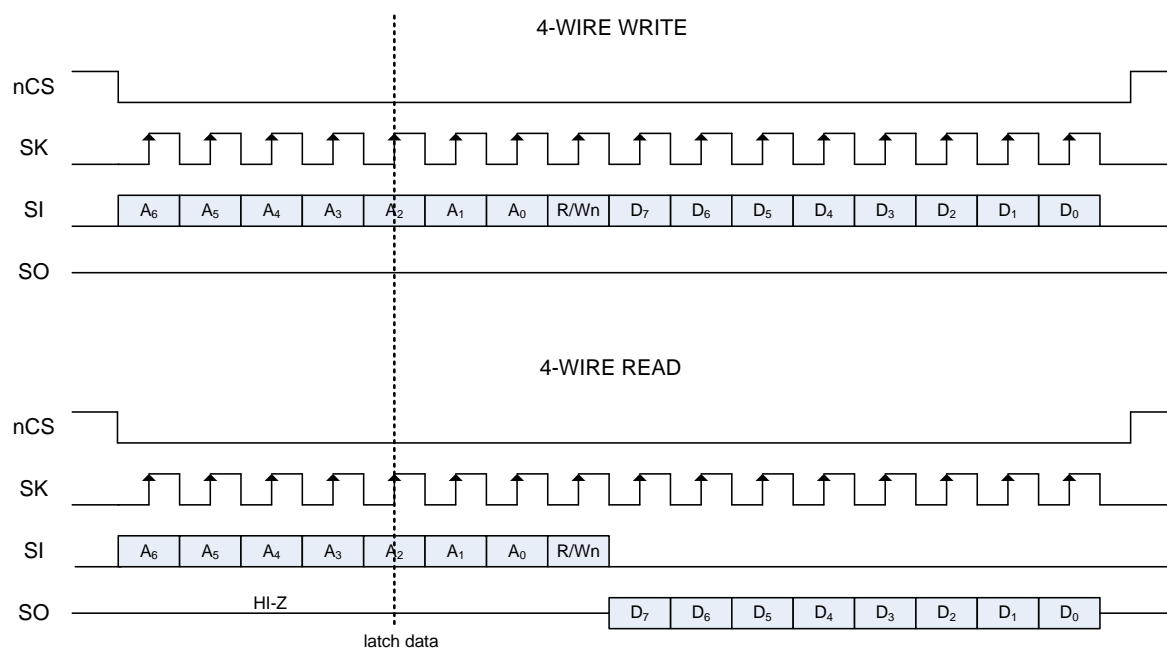 4-WIRE WRITE
nCS
SK
SI A₆ A₅ A₄ A₃ A₂ A₁ A₀ R/Wn D₇ D₆ D₅ D₄ D₃ D₂ D₁ D₀
SO
4-WIRE READ
nCS
SK
SI A₆ A₅ A₄ A₃ A₂ A₁ A₀ R/Wn
SO HI-Z D₇ D₆ D₅ D₄ D₃ D₂ D₁ D₀
latch data